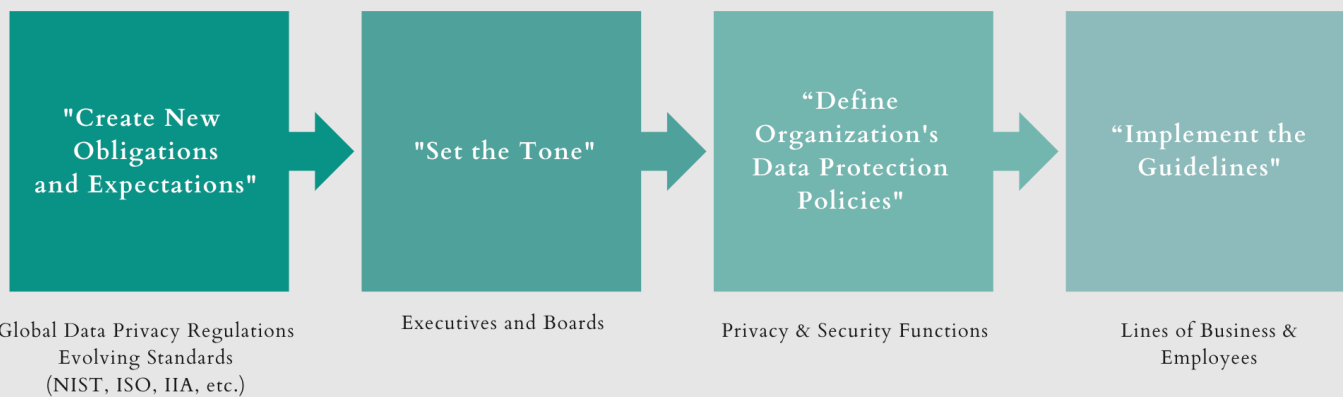 "Create New
Obligations
and Expectations"
"Set the Tone"
“Define
Organization's
Data Protection
Policies"
“Implement the
Guidelines"
Global Data Privacy Regulations
Evolving Standards
(NIST, ISO, IIA, etc.)
Executives and Boards
Privacy & Security Functions
Lines of Business &
Employees